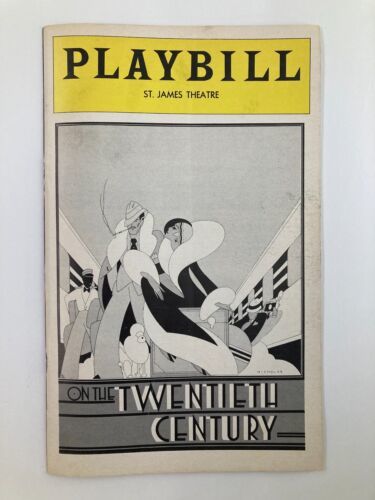 PLAYBILL
ST. JAMES THEATRE
ON THE TWENTIETH
CENTURY